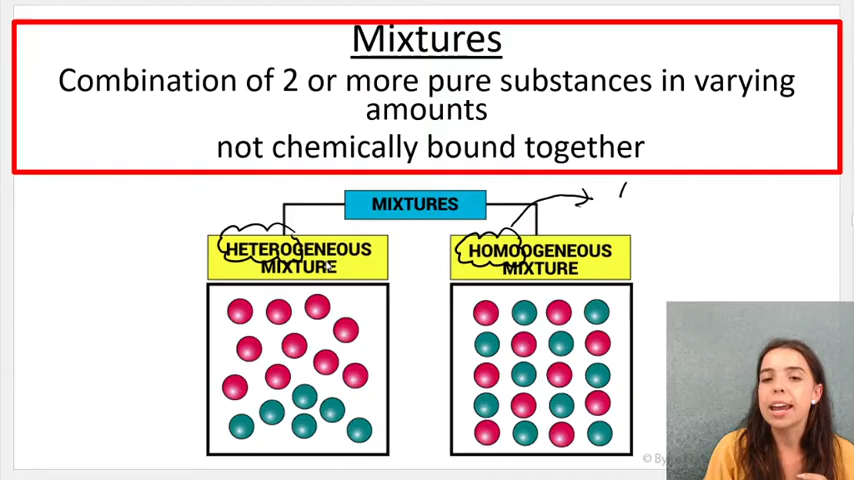 Mixtures
Combination of 2 or more pure substances in varying
amounts
not chemically bound together
MIXTURES
HETEROGENEOUS
MIXTURE
HOMOOGENEOUS
MIXTURE